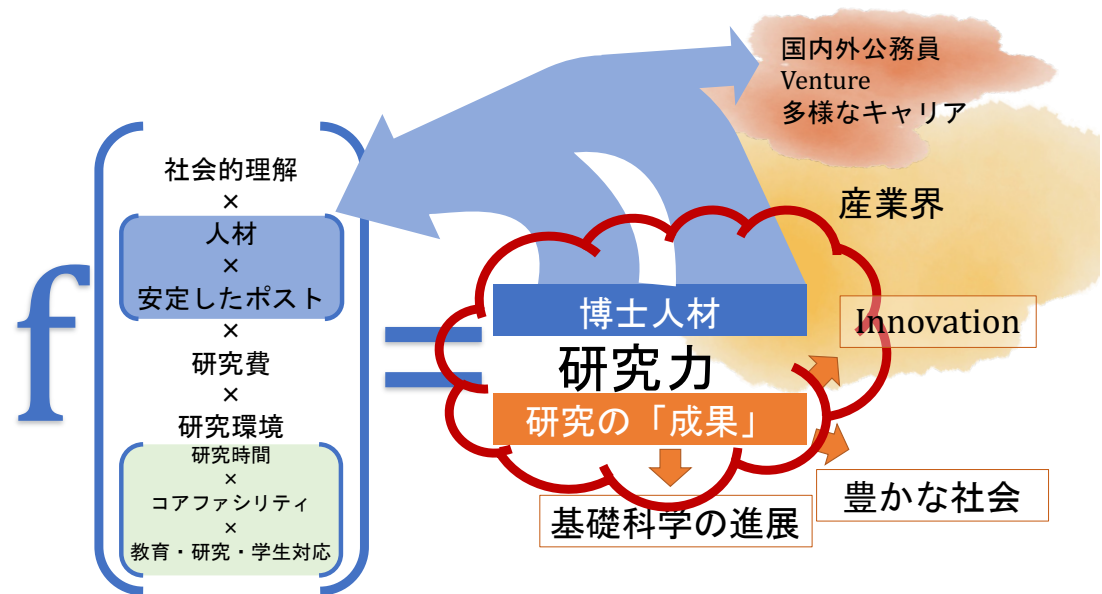 f
社会的理解
×
人材
×
安定したポスト
×
研究費
×
研究環境
研究時間
×
コアファシリティ
×
教育・研究・学生対応
=
博士人材
研究力
研究の「成果」
基礎科学の進展
豊かな社会
Innovation
産業界
国内外公務員
Venture
多様なキャリア